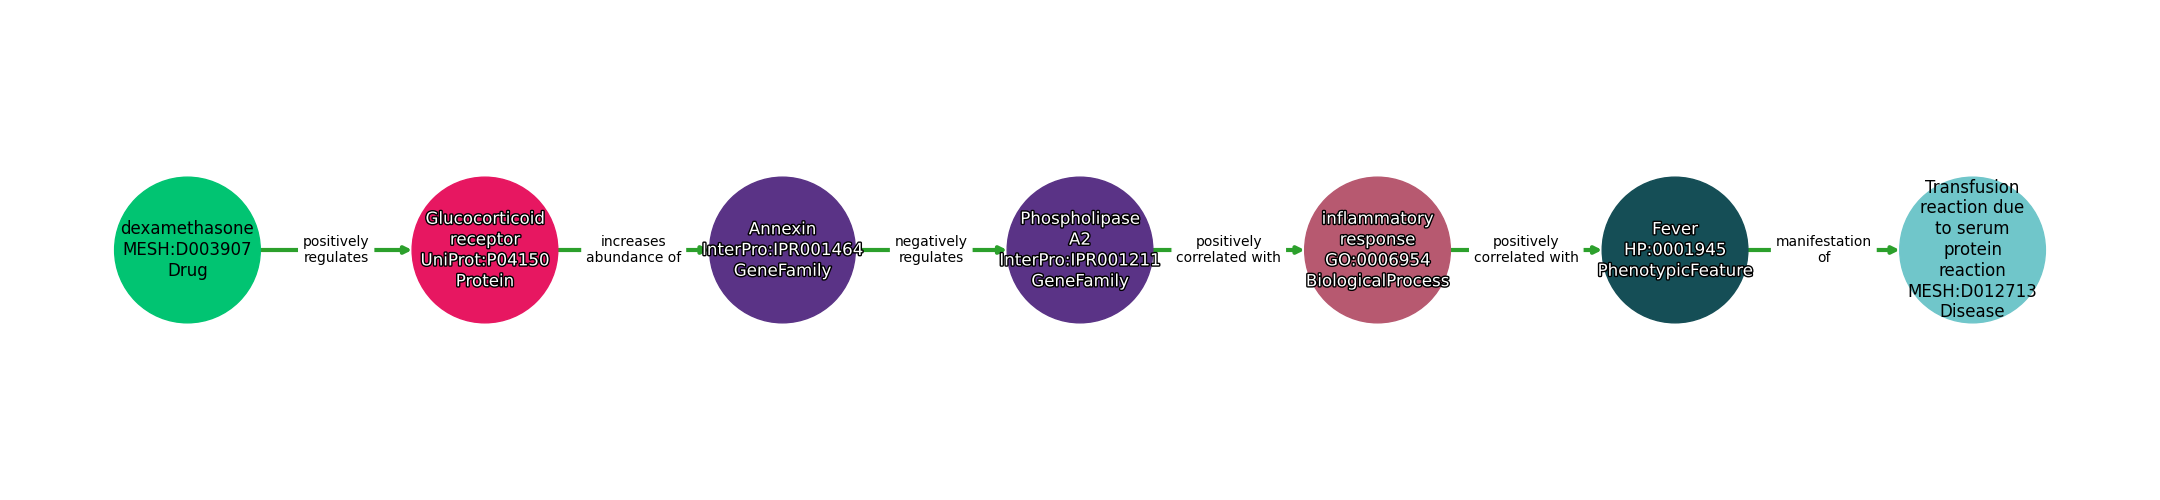 dexamethasone
MESH:D003907
Drug
positively
regulates
Glucocorticoid
receptor
UniProt:P04150
Protein
increases
abundance of
Annexin
InterPro:IPR001464
GeneFamily
negatively
regulates
Phospholipase
A2
InterPro:IPR001211
GeneFamily
positively
correlated with
inflammatory
response
GO:0006954
BiologicalProcess
positively
correlated with
Fever
HP:0001945
PhenotypicFeature
manifestation
of
Transfusion
reaction due
to serum
protein
reaction
MESH:D012713
Disease